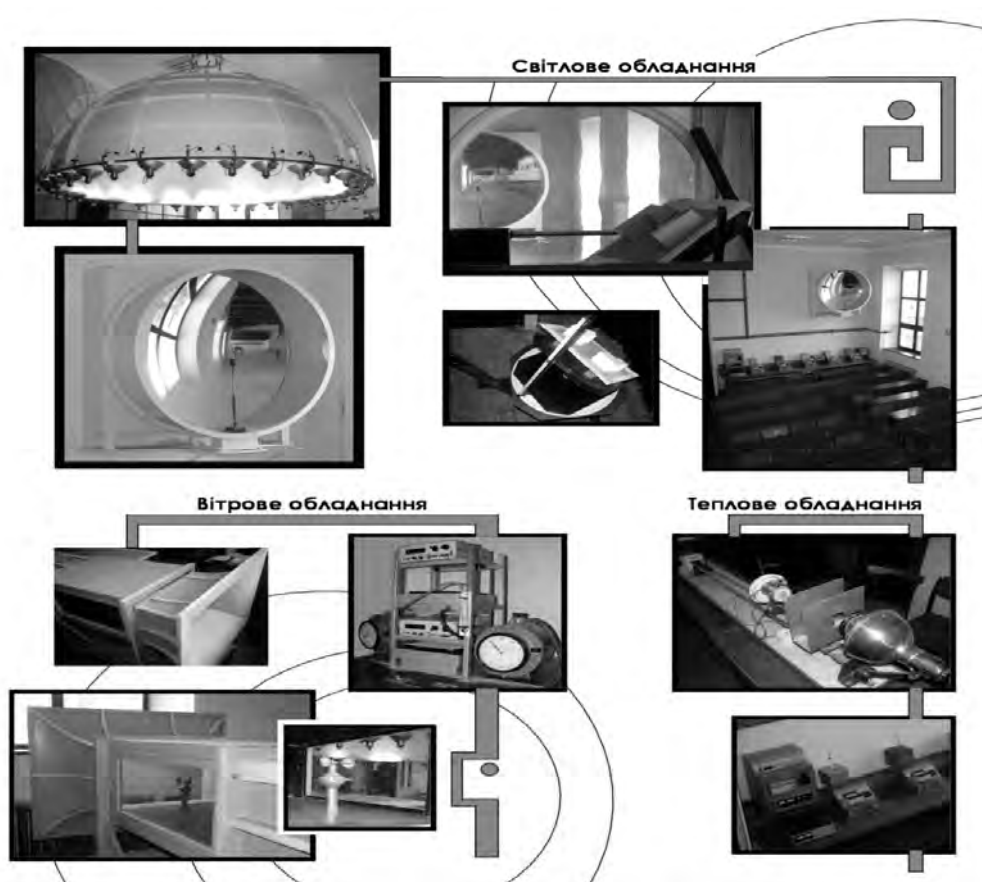 Світлове обладнання
Вітрове обладнання
Теплове обладнання